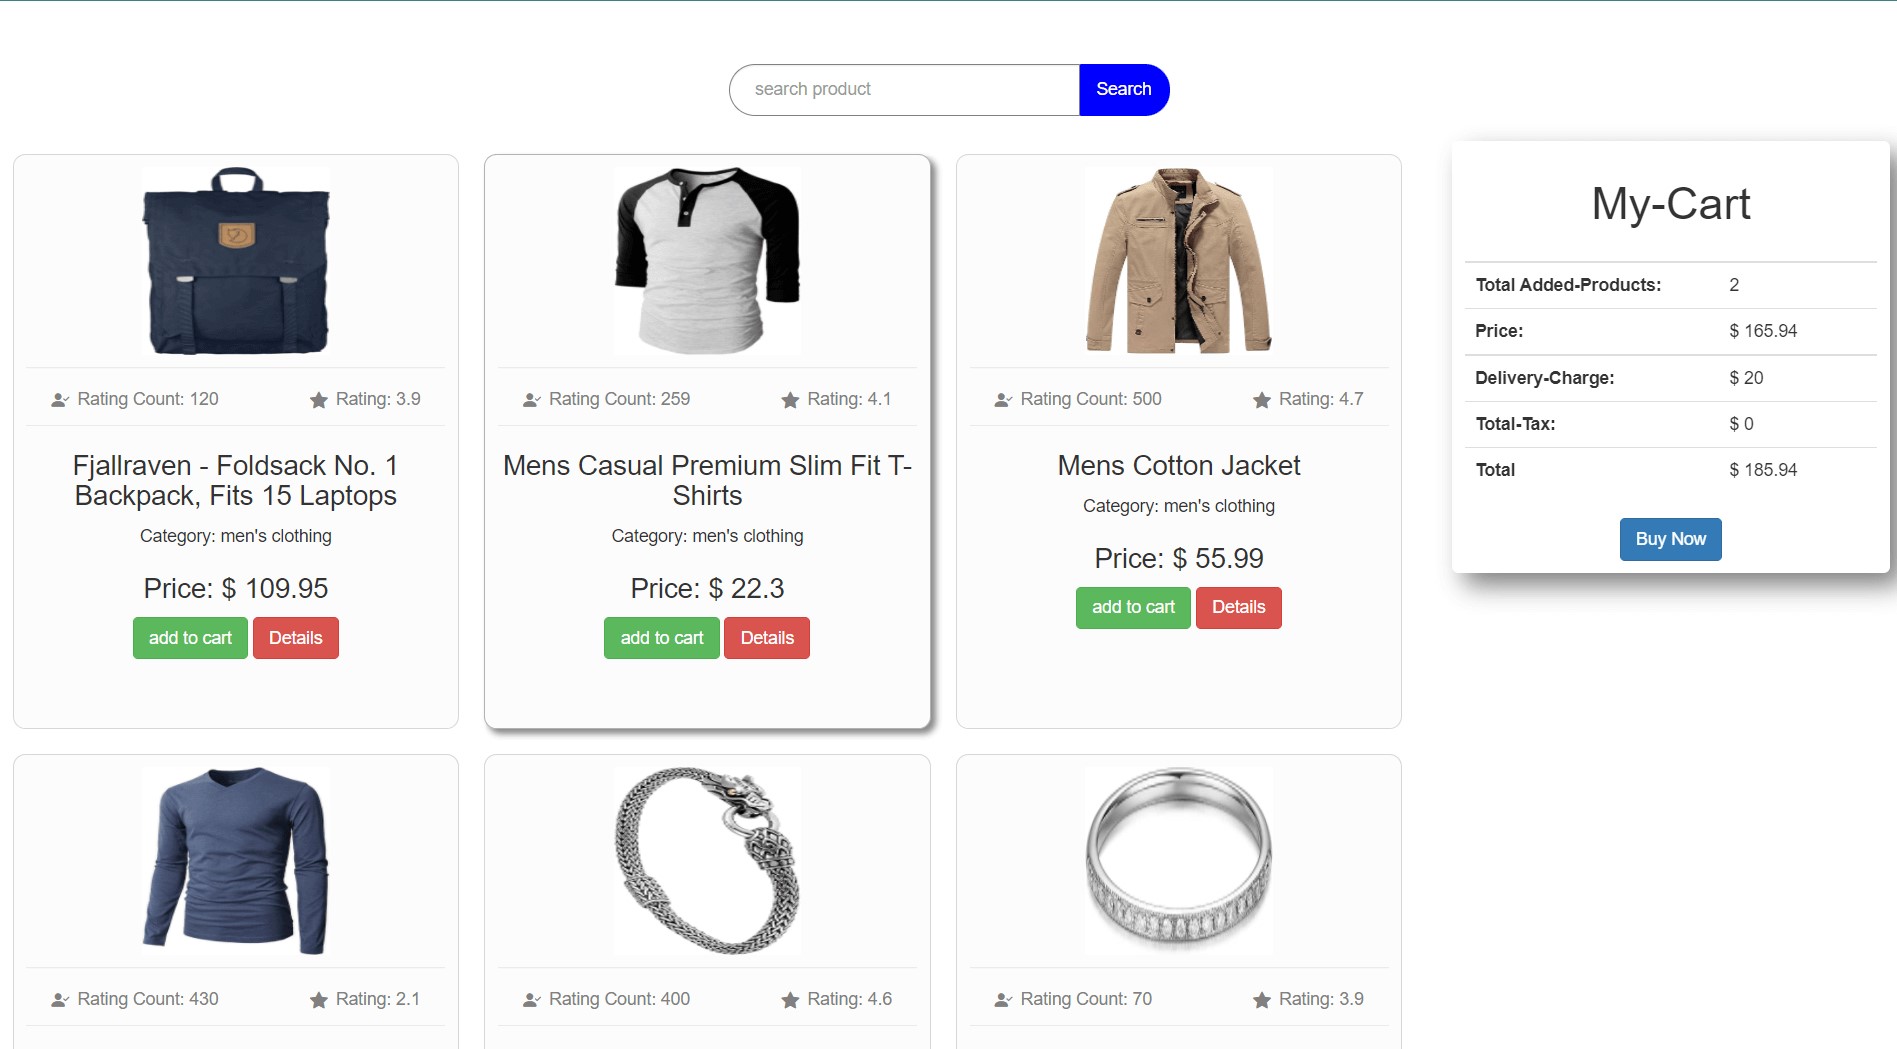 search product
Search
Rating Count: 120
Rating: 3.9
Fjallraven - Foldsack No. 1
Backpack, Fits 15 Laptops
Category: men's clothing
Price: $ 109.95
add to cart
Details
Rating Count: 259
Rating: 4.1
Mens Casual Premium Slim Fit T-
Shirts
Category: men's clothing
Price: $ 22.3
add to cart
Details
Rating Count: 500
Rating: 4.7
Mens Cotton Jacket
Category: men's clothing
Price: $ 55.99
add to cart
Details
My-Cart
Total Added-Products: 2
Price: $ 165.94
Delivery-Charge: $ 20
Total-Tax: $ 0
Total $ 185.94
Buy Now
Rating Count: 430
Rating: 2.1
Rating Count: 400
Rating: 4.6
Rating Count: 70
Rating: 3.9